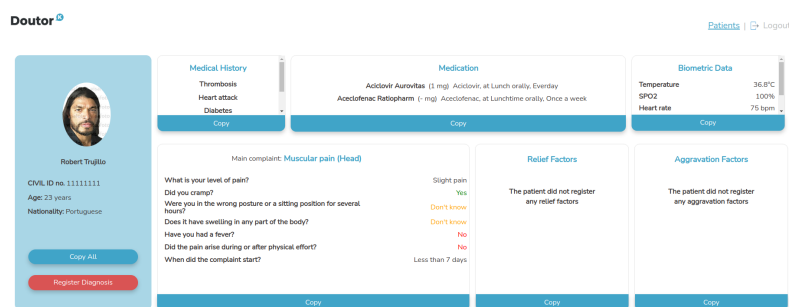 Doutor K
Patients | Logout
Robert Trujillo
CIVIL ID no. 11111111
Age: 23 years
Nationality: Portuguese
Copy All
Register Diagnosis
Medical History
Thrombosis
Heart attack
Diabetes
Copy
Medication
Aciclovir Aurovitas (1 mg) Aciclovir, at Lunch orally, Everday
Aceclofenac Ratiopharm (- mg) Aceclofenac, at Lunchtime orally, Once a week
Copy
Biometric Data
Temperature 36.8°C
SPO2 100%
Heart rate 75 bpm
Copy
Main complaint: Muscular pain (Head)
What is your level of pain? Slight pain
Did you cramp? Yes
Were you in the wrong posture or a sitting position for several
hours? Don't know
Does it have swelling in any part of the body? Don't know
Have you had a fever? No
Did the pain arise during or after physical effort? No
When did the complaint start? Less than 7 days
Copy
Relief Factors
The patient did not register
any relief factors
Copy
Aggravation Factors
The patient did not register
any aggravation factors
Copy